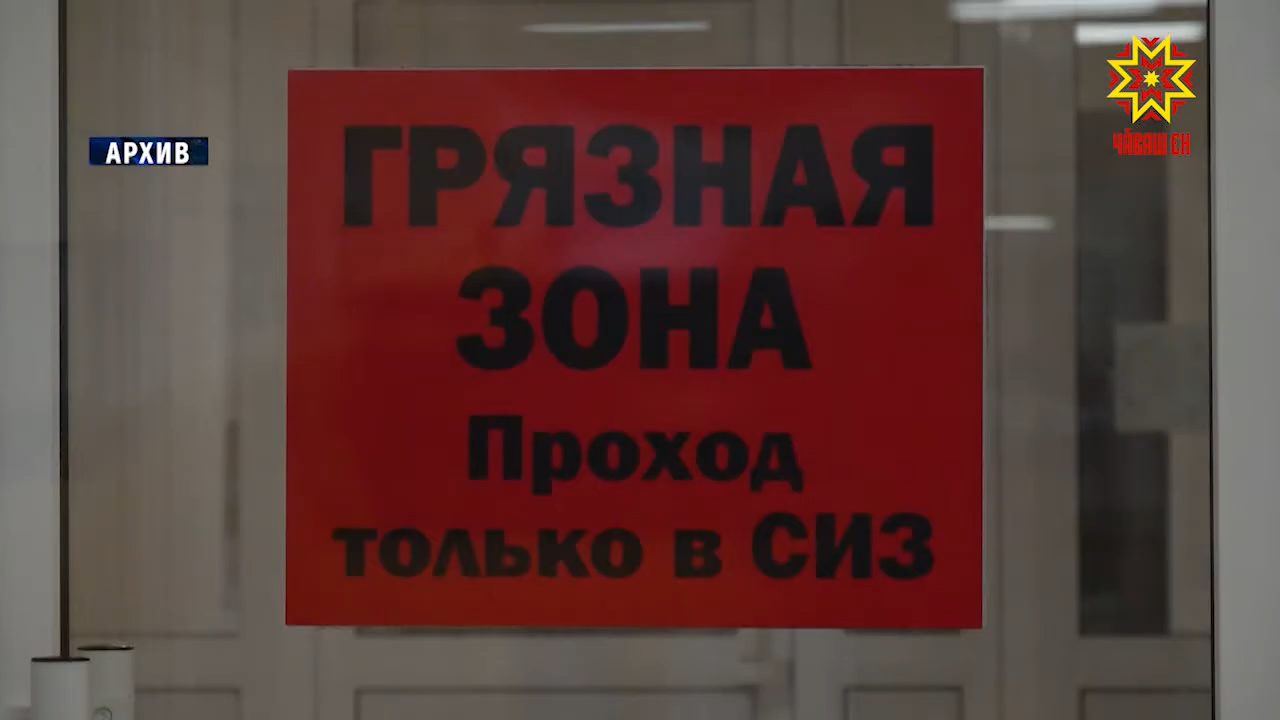 АРХИВ
ЧӐВАШ ЕН
ГРЯЗНАЯ
ЗОНА
Проход
только в СИЗ